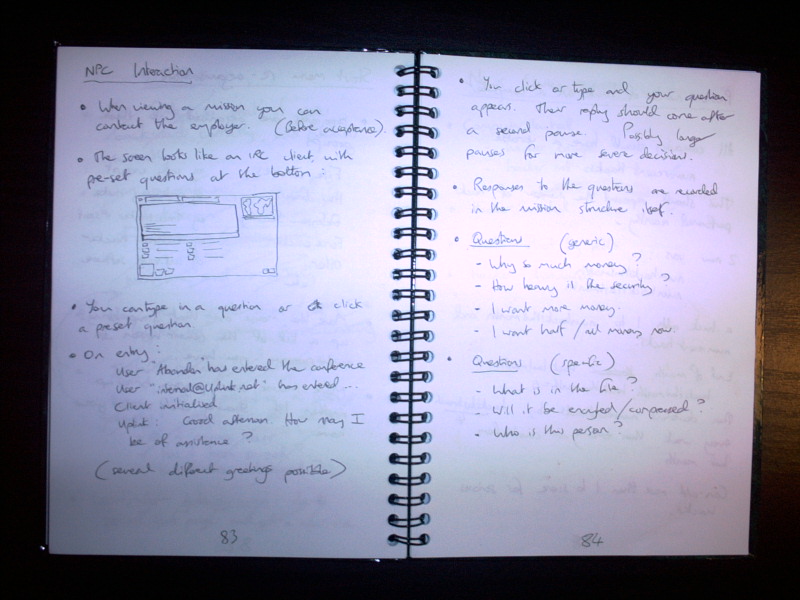 NPC Interaction
• When viewing a mission you can
contact the employer. (Before acceptance).
• The screen looks like an IRC client, with
pre-set questions at the bottom :
• You can type in a question or click
a preset question.
• On entry :
User "Abandon" has entered the conference
User "internal@Uplink.net" has entered ...
Client initialised
Uplink : Good afternoon. How may I
be of assistance ?
(several different greetings possible)
83
• You click or type and your question
appears. Their reply should come after
a second pause. Possibly longer
pauses for more severe decisions.
• Responses to the questions are recorded
in the mission structure itself.
• Questions (generic)
- Why so much money ?
- How heavy is the security ?
- I want more money.
- I want half / all money now
• Questions (specific)
- What is in the file ?
- Will it be encrypted/compressed ?
- Who is this person ?
84